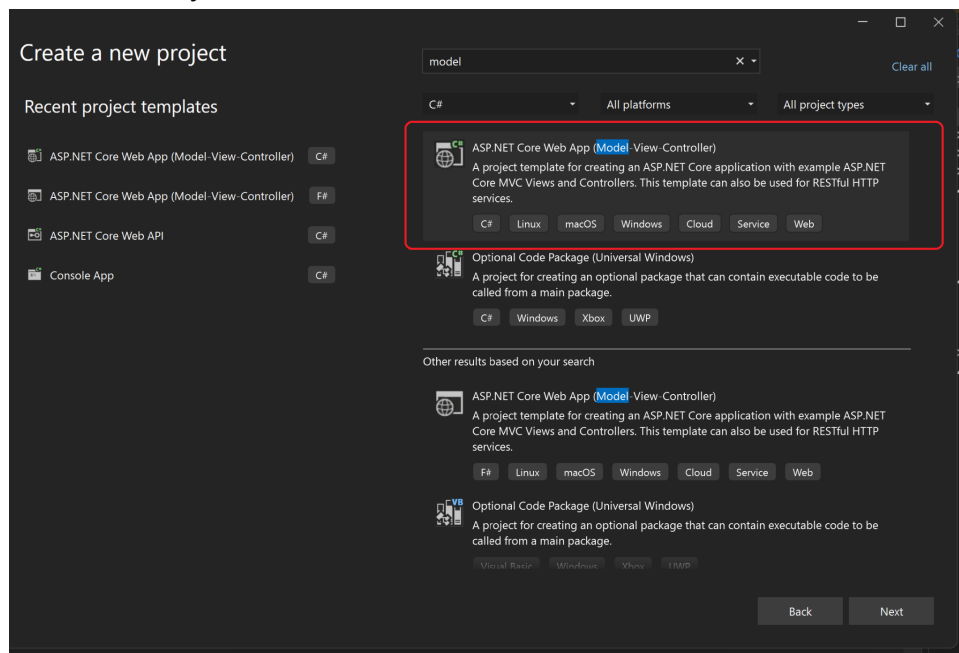 Create a new project
Recent project templates
ASP.NET Core Web App (Model-View-Controller) C#
ASP.NET Core Web App (Model-View-Controller) F#
ASP.NET Core Web API C#
Console App C#
model
Clear all
C# All platforms All project types
ASP.NET Core Web App (Model-View-Controller)
A project template for creating an ASP.NET Core application with example ASP.NET
Core MVC Views and Controllers. This template can also be used for RESTful HTTP
services.
C# Linux macOS Windows Cloud Service Web
Optional Code Package (Universal Windows)
A project for creating an optional package that can contain executable code to be
called from a main package.
C# Windows Xbox UWP
Other results based on your search
ASP.NET Core Web App (Model-View-Controller)
A project template for creating an ASP.NET Core application with example ASP.NET
Core MVC Views and Controllers. This template can also be used for RESTful HTTP
services.
F# Linux macOS Windows Cloud Service Web
Optional Code Package (Universal Windows)
A project for creating an optional package that can contain executable code to be
called from a main package.
Visual Basic Windows Xbox UWP
Back Next